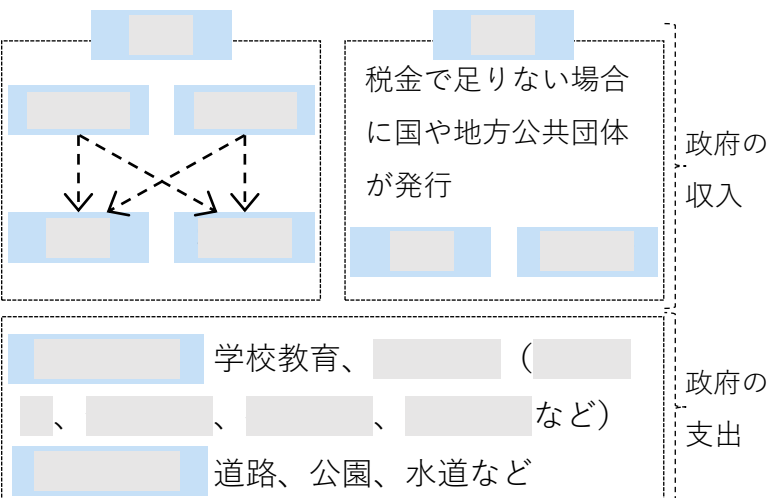 税金で足りない場合
に国や地方公共団体
が発行
政府の
収入
学校教育、（
、、、など）
道路、公園、水道など
政府の
支出